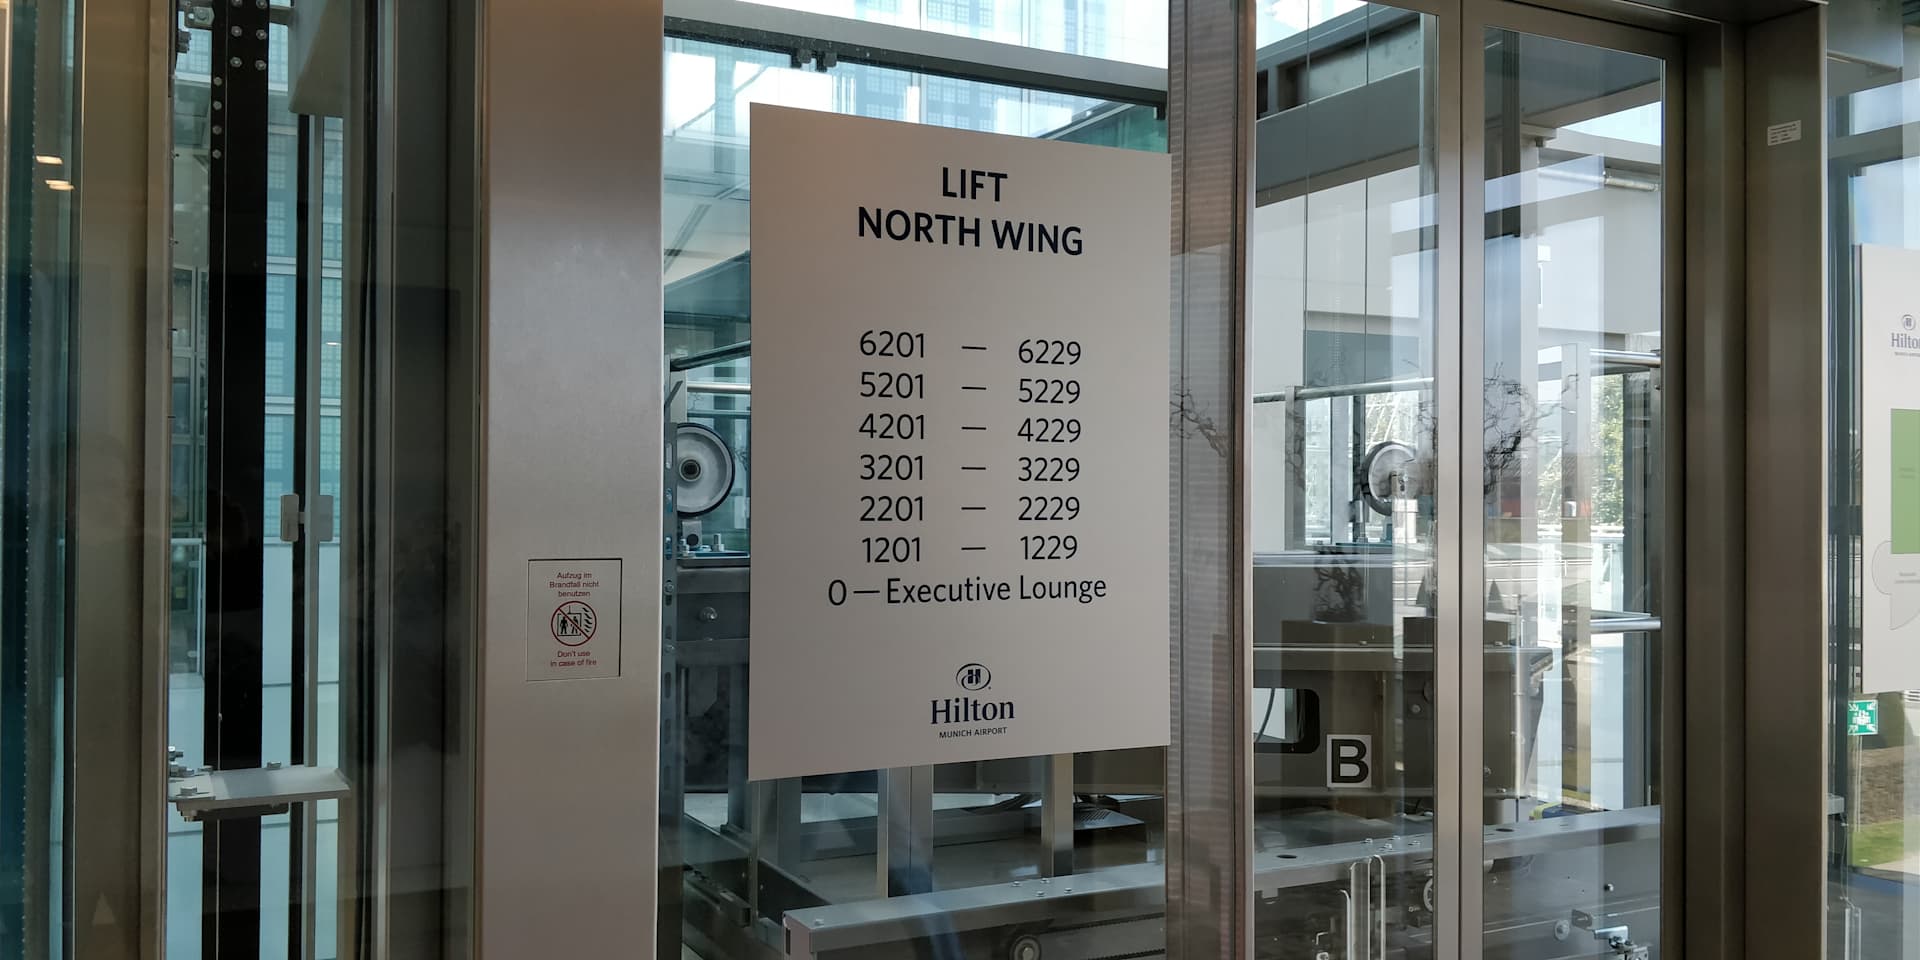 LIFT
NORTH WING
6201 — 6229
5201 — 5229
4201 — 4229
3201 — 3229
2201 — 2229
1201 — 1229
0 — Executive Lounge
Hilton
MUNICH AIRPORT
Aufzug im
Brandfall nicht
benutzen
Don't use
in case of fire
B
Hilton